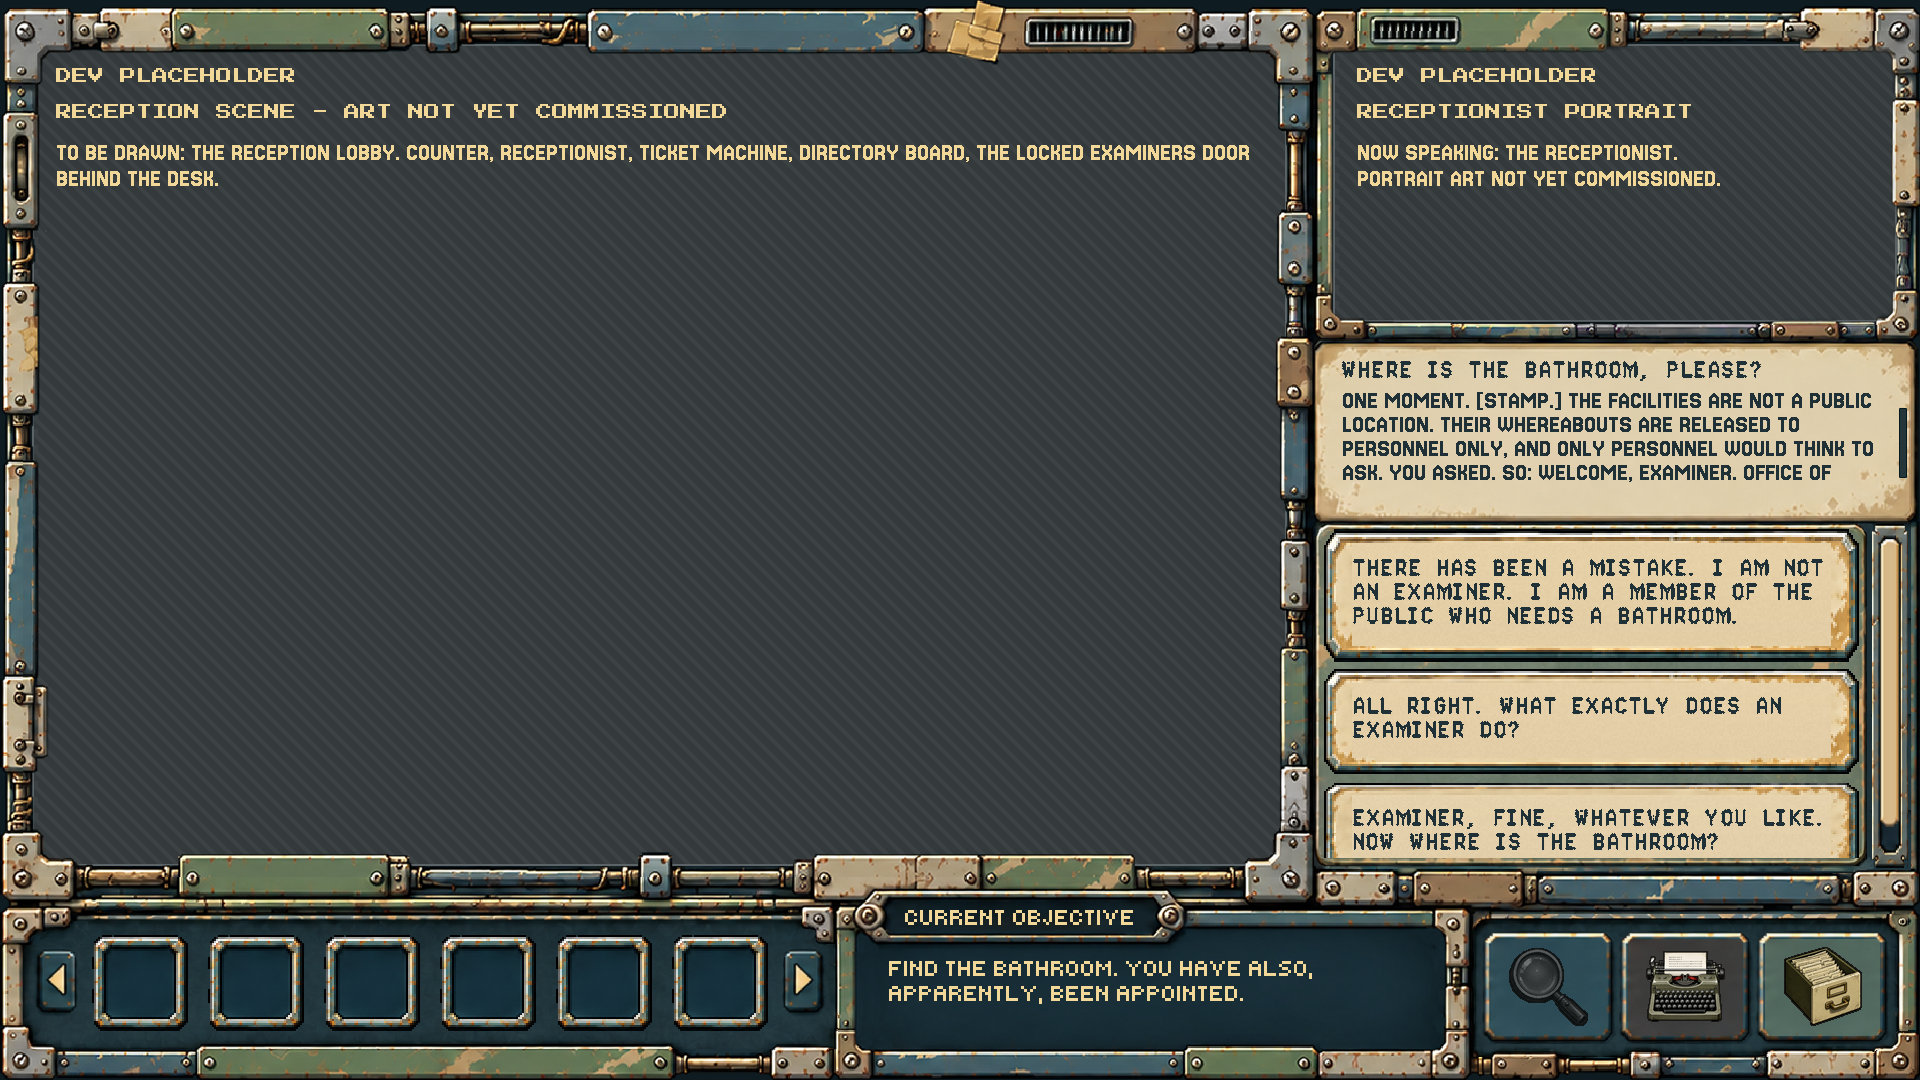 DEV PLACEHOLDER
RECEPTION SCENE - ART NOT YET COMMISSIONED
TO BE DRAWN: THE RECEPTION LOBBY. COUNTER, RECEPTIONIST, TICKET MACHINE, DIRECTORY BOARD, THE LOCKED EXAMINERS DOOR
BEHIND THE DESK.
DEV PLACEHOLDER
RECEPTIONIST PORTRAIT
NOW SPEAKING: THE RECEPTIONIST.
PORTRAIT ART NOT YET COMMISSIONED.
WHERE IS THE BATHROOM, PLEASE?
ONE MOMENT. [STAMP.] THE FACILITIES ARE NOT A PUBLIC
LOCATION. THEIR WHEREABOUTS ARE RELEASED TO
PERSONNEL ONLY, AND ONLY PERSONNEL WOULD THINK TO
ASK. YOU ASKED. SO: WELCOME, EXAMINER. OFFICE OF
THERE HAS BEEN A MISTAKE. I AM NOT
AN EXAMINER. I AM A MEMBER OF THE
PUBLIC WHO NEEDS A BATHROOM.
ALL RIGHT. WHAT EXACTLY DOES AN
EXAMINER DO?
EXAMINER, FINE, WHATEVER YOU LIKE.
NOW WHERE IS THE BATHROOM?
CURRENT OBJECTIVE
FIND THE BATHROOM. YOU HAVE ALSO,
APPARENTLY, BEEN APPOINTED.